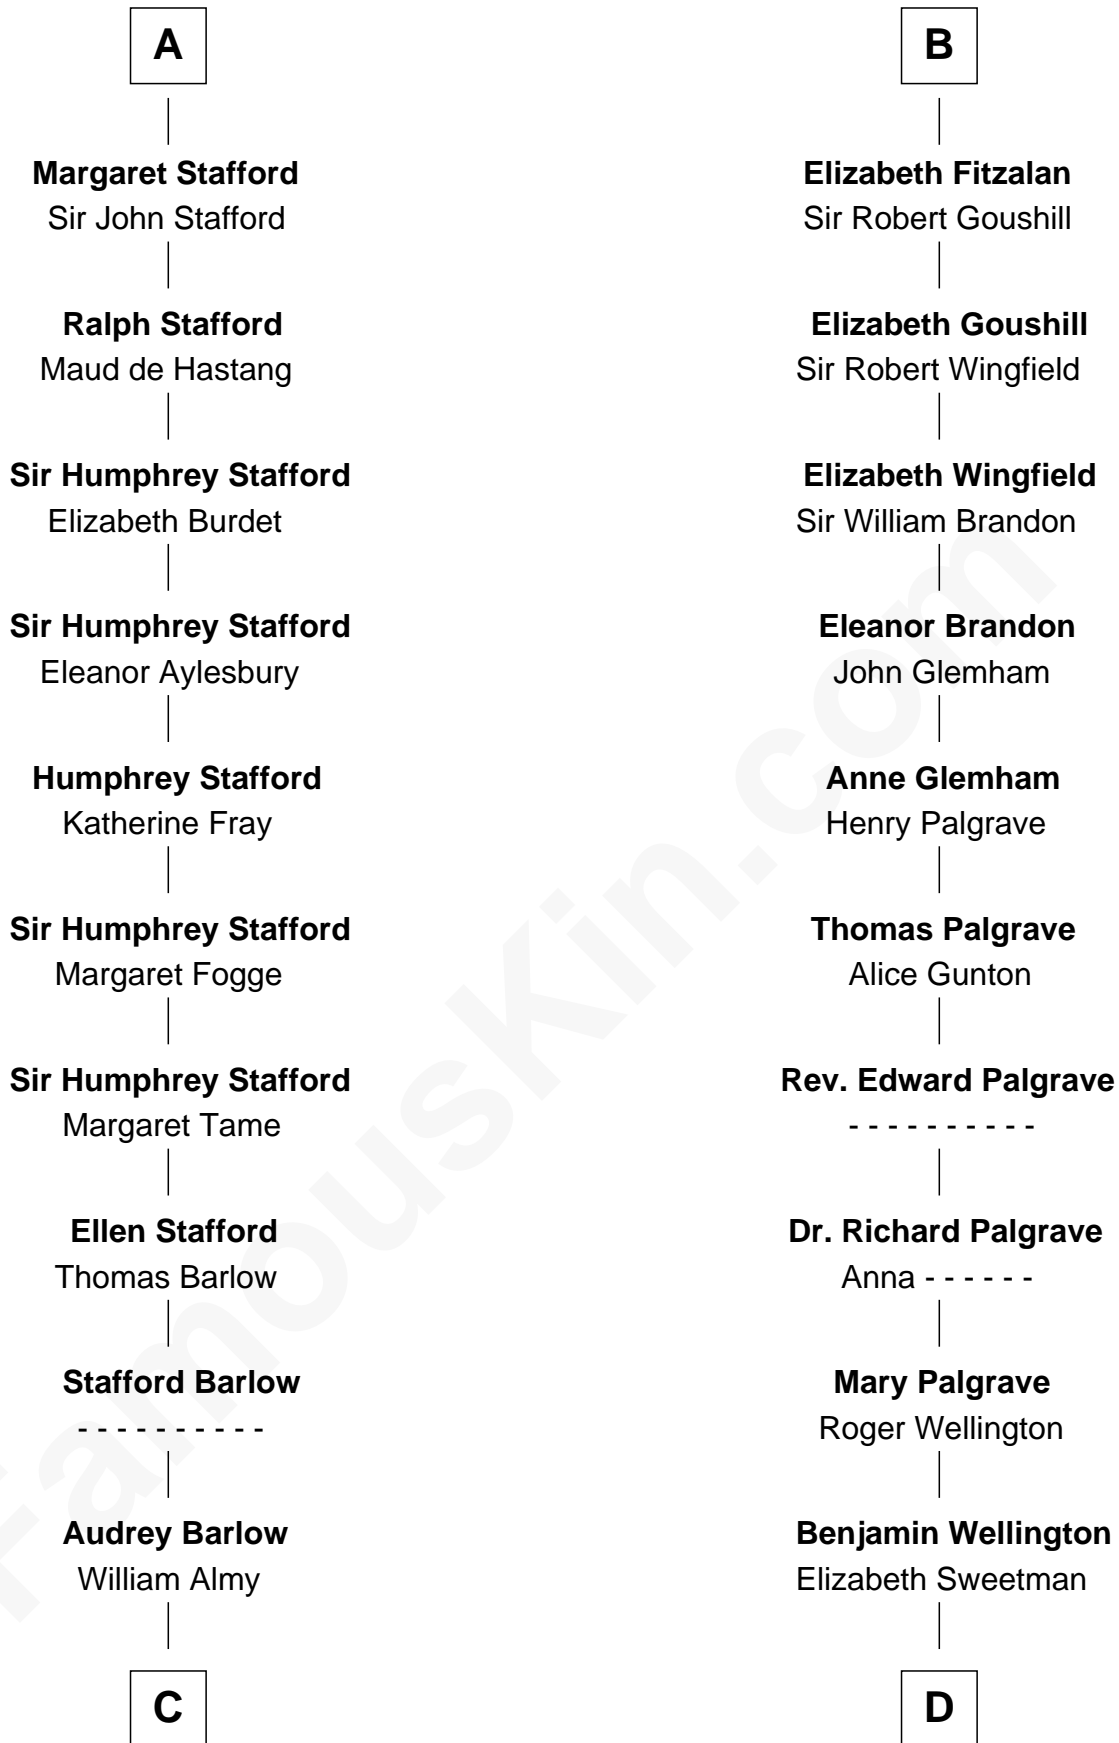 A
Margaret Stafford
Sir John Stafford
Ralph Stafford
Maud de Hastang
Sir Humphrey Stafford
Elizabeth Burdet
Sir Humphrey Stafford
Eleanor Aylesbury
Humphrey Stafford
Katherine Fray
Sir Humphrey Stafford
Margaret Fogge
Sir Humphrey Stafford
Margaret Tame
Ellen Stafford
Thomas Barlow
Stafford Barlow
- - - - - - - - - -
Audrey Barlow
William Almy
C
B
Elizabeth Fitzalan
Sir Robert Goushill
Elizabeth Goushill
Sir Robert Wingfield
Elizabeth Wingfield
Sir William Brandon
Eleanor Brandon
John Glemham
Anne Glemham
Henry Palgrave
Thomas Palgrave
Alice Gunton
Rev. Edward Palgrave
- - - - - - - - - -
Dr. Richard Palgrave
Anna - - - - - -
Mary Palgrave
Roger Wellington
Benjamin Wellington
Elizabeth Sweetman
D
FamousKin.com